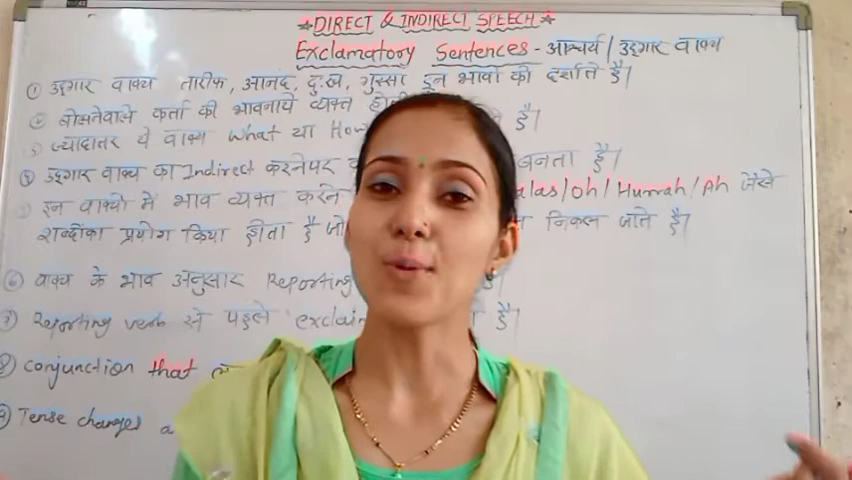 ★DIRECT & INDIRECT SPEECH★
Exclamatory Sentences - आश्चर्य / उद्गार वाक्य
① उद्गार वाक्य तारीफ, आनंद, दुःख, गुस्सा इन भावों को दर्शाते है।
② बोलनेवाले कर्ता की भावनाये व्यक्त है।
③ ज्यादातर ये वाक्य What या How
④ उद्गार वाक्य का Indirect करनेपर बनता है।
⑤ इन वाक्यो मे भाव व्यक्त करने alas/oh/Hurrah/Ah जैसे
शब्दोंका प्रयोग किया होता है जो निकल जाते है।
⑥ वाक्य के भाव अनुसार Reporting है।
⑦ Reporting verb से पहले है।
⑧ Conjunction that
⑨ Tense changes